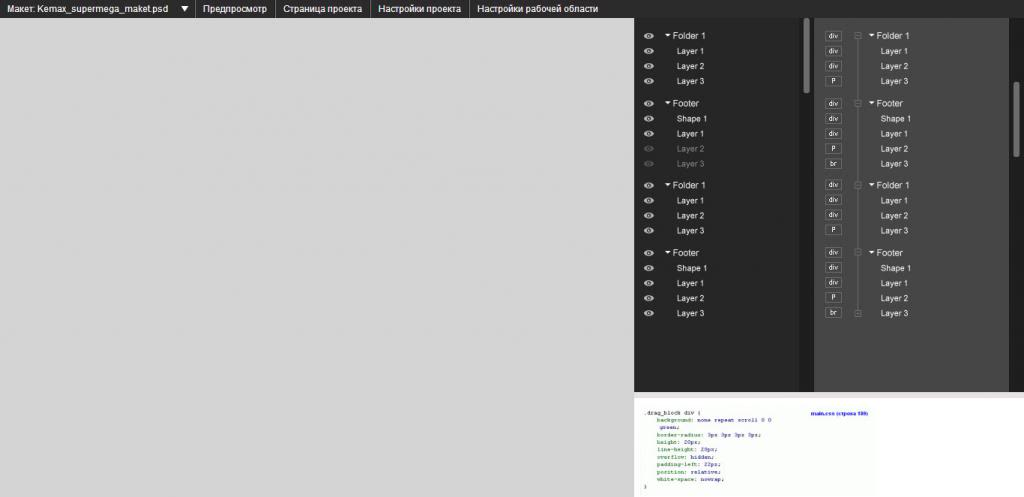 Макет: Kemax_supermega_maket.psd
Предпросмотр
Страница проекта
Настройки проекта
Настройки рабочей области
Folder 1
Layer 1
Layer 2
Layer 3
Footer
Shape 1
Layer 1
Layer 2
Layer 3
Folder 1
Layer 1
Layer 2
Layer 3
Footer
Shape 1
Layer 1
Layer 2
Layer 3
div Folder 1
div Layer 1
div Layer 2
P Layer 3
div Footer
div Shape 1
div Layer 1
P Layer 2
br Layer 3
div Folder 1
div Layer 1
div Layer 2
P Layer 3
div Footer
div Shape 1
div Layer 1
P Layer 2
br Layer 3
.drag_block div {
main.css (строка 189)
background: none repeat scroll 0 0
green;
border-radius: 3px 3px 3px 3px;
height: 20px;
line-height: 20px;
overflow: hidden;
padding-left: 22px;
position: relative;
white-space: nowrap;
}